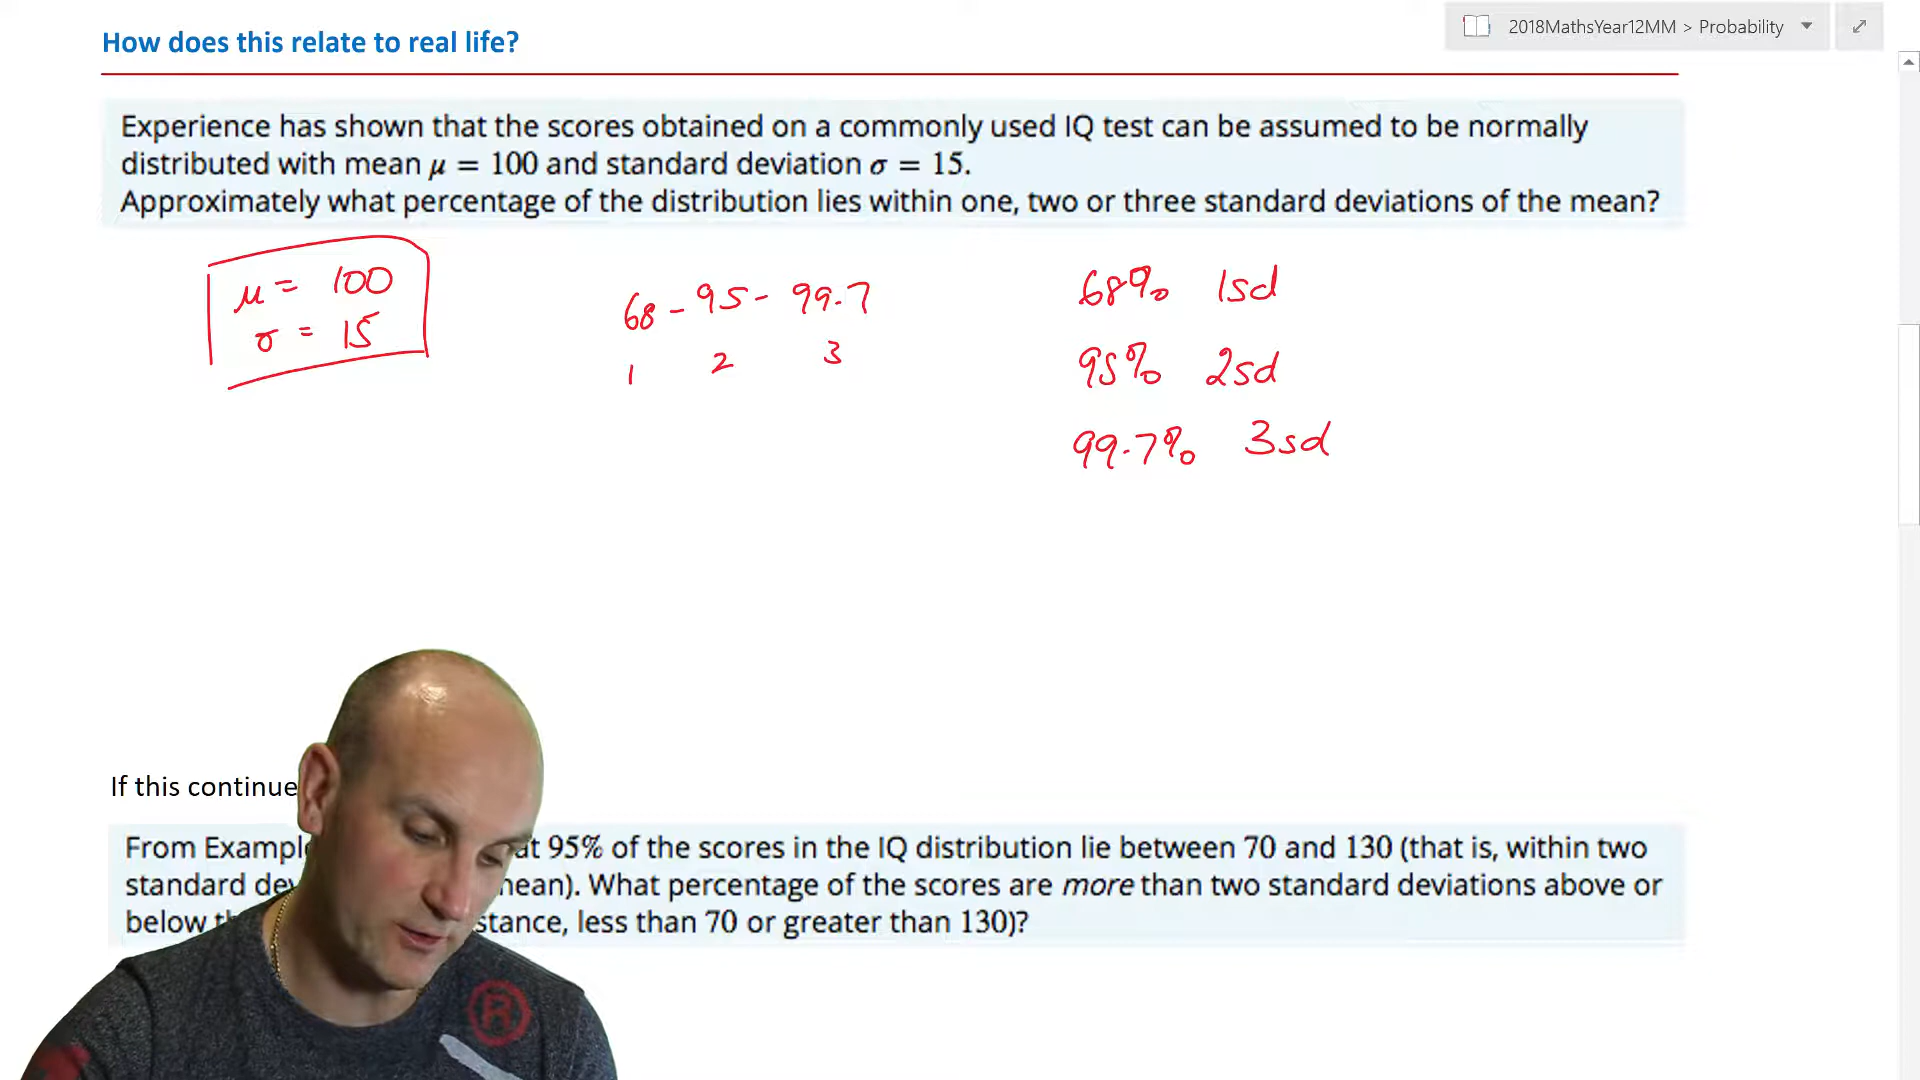 How does this relate to real life?
2018MathsYear12MM > Probability
Experience has shown that the scores obtained on a commonly used IQ test can be assumed to be normally
distributed with mean μ = 100 and standard deviation σ = 15.
Approximately what percentage of the distribution lies within one, two or three standard deviations of the mean?
μ = 100
σ = 15
68 - 95 - 99.7
1 2 3
68% 1sd
95% 2sd
99.7% 3sd
If this continue
From Exampl at 95% of the scores in the IQ distribution lie between 70 and 130 (that is, within two
standard de mean). What percentage of the scores are more than two standard deviations above or
below stance, less than 70 or greater than 130)?
R